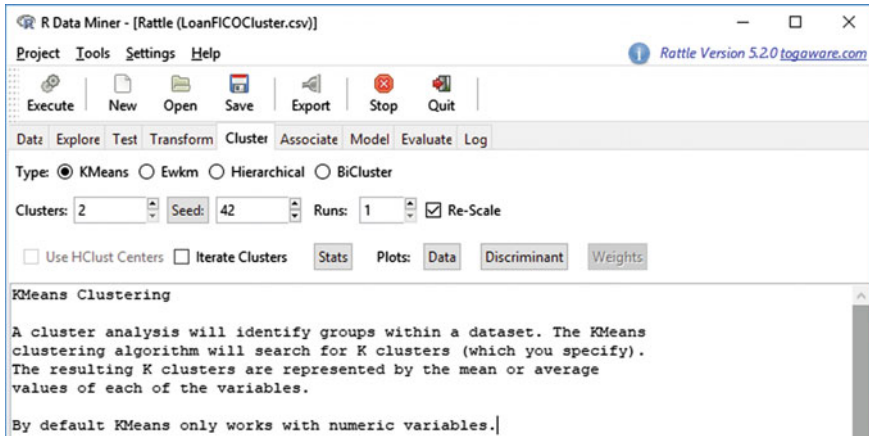 R Data Miner - [Rattle (LoanFICOCluster.csv)]
Project Tools Settings Help Rattle Version 5.2.0 togaware.com
Execute New Open Save Export Stop Quit
Data Explore Test Transform Cluster Associate Model Evaluate Log
Type: KMeans Ewkm Hierarchical BiCluster
Clusters: 2 Seed: 42 Runs: 1 Re-Scale
Use HClust Centers Iterate Clusters Stats Plots: Data Discriminant Weights
KMeans Clustering
A cluster analysis will identify groups within a dataset. The KMeans
clustering algorithm will search for K clusters (which you specify).
The resulting K clusters are represented by the mean or average
values of each of the variables.
By default KMeans only works with numeric variables.